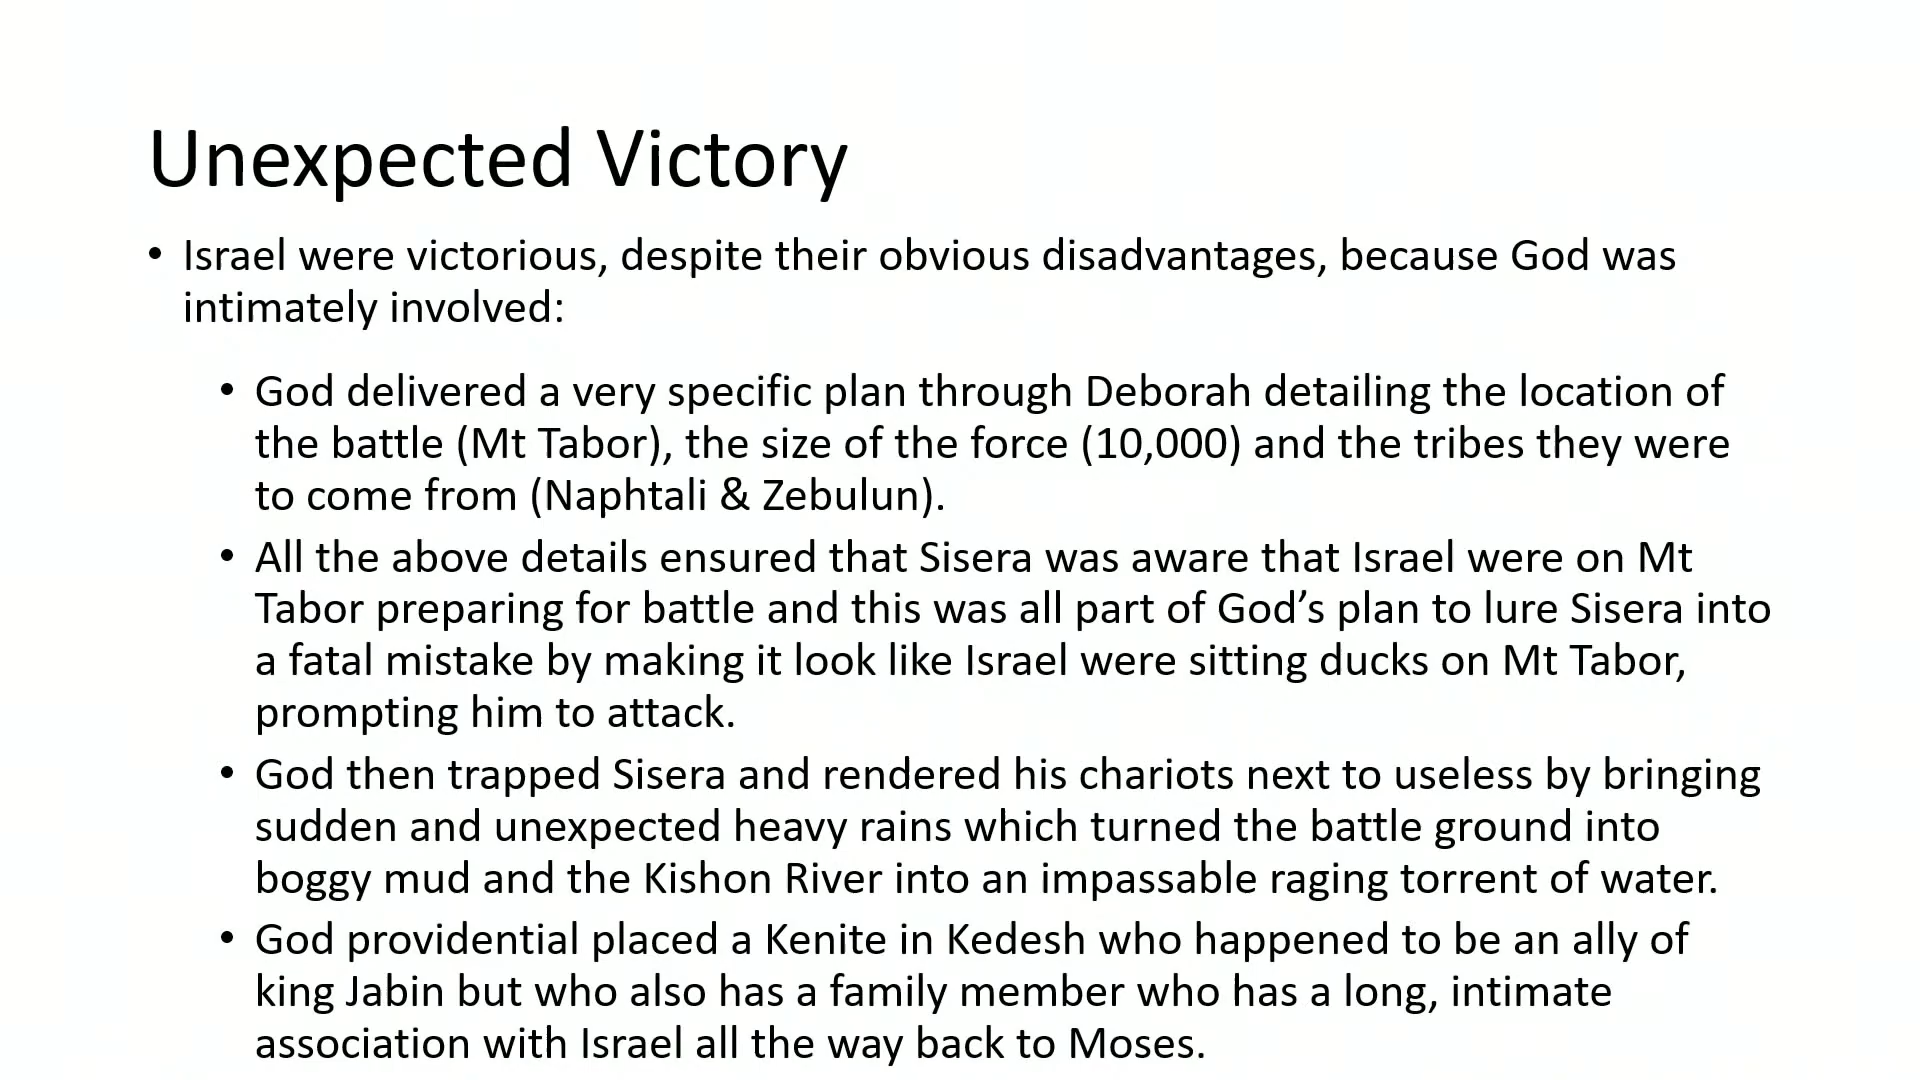 Unexpected Victory
• Israel were victorious, despite their obvious disadvantages, because God was
intimately involved:
• God delivered a very specific plan through Deborah detailing the location of
the battle (Mt Tabor), the size of the force (10,000) and the tribes they were
to come from (Naphtali & Zebulun).
• All the above details ensured that Sisera was aware that Israel were on Mt
Tabor preparing for battle and this was all part of God’s plan to lure Sisera into
a fatal mistake by making it look like Israel were sitting ducks on Mt Tabor,
prompting him to attack.
• God then trapped Sisera and rendered his chariots next to useless by bringing
sudden and unexpected heavy rains which turned the battle ground into
boggy mud and the Kishon River into an impassable raging torrent of water.
• God providential placed a Kenite in Kedesh who happened to be an ally of
king Jabin but who also has a family member who has a long, intimate
association with Israel all the way back to Moses.